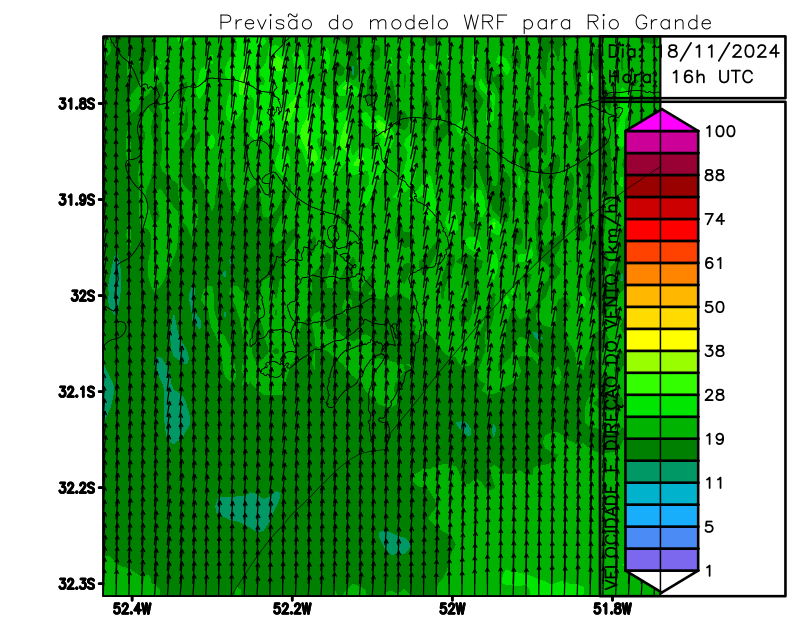 Previsão do modelo WRF para Rio Grande
Dia: 18/11/2024
Hora: 16h UTC
VELOCIDADE E DIREÇÃO DO VENTO (km/h)
100
88
74
61
50
38
28
19
11
5
1
31.8S
31.9S
32S
32.1S
32.2S
32.3S
52.4W
52.2W
52W
51.8W